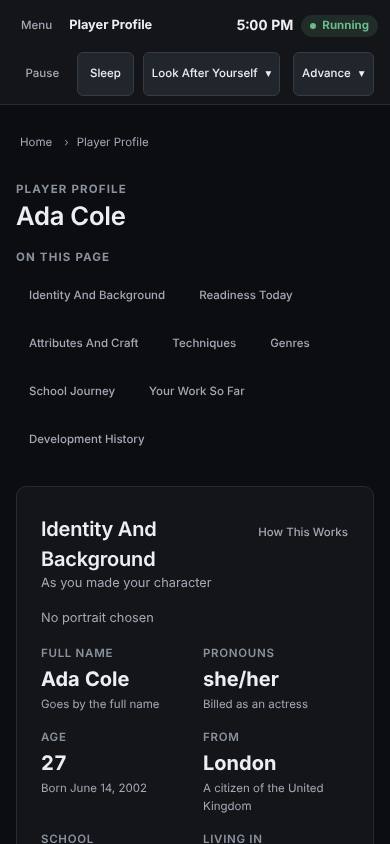 Menu Player Profile 5:00 PM Running
Pause Sleep Look After Yourself ▾ Advance ▾
Home › Player Profile
PLAYER PROFILE
Ada Cole
ON THIS PAGE
Identity And Background Readiness Today
Attributes And Craft Techniques Genres
School Journey Your Work So Far
Development History
Identity And Background How This Works
As you made your character
No portrait chosen
FULL NAME PRONOUNS
Ada Cole she/her
Goes by the full name Billed as an actress
AGE FROM
27 London
Born June 14, 2002 A citizen of the United Kingdom
SCHOOL LIVING IN